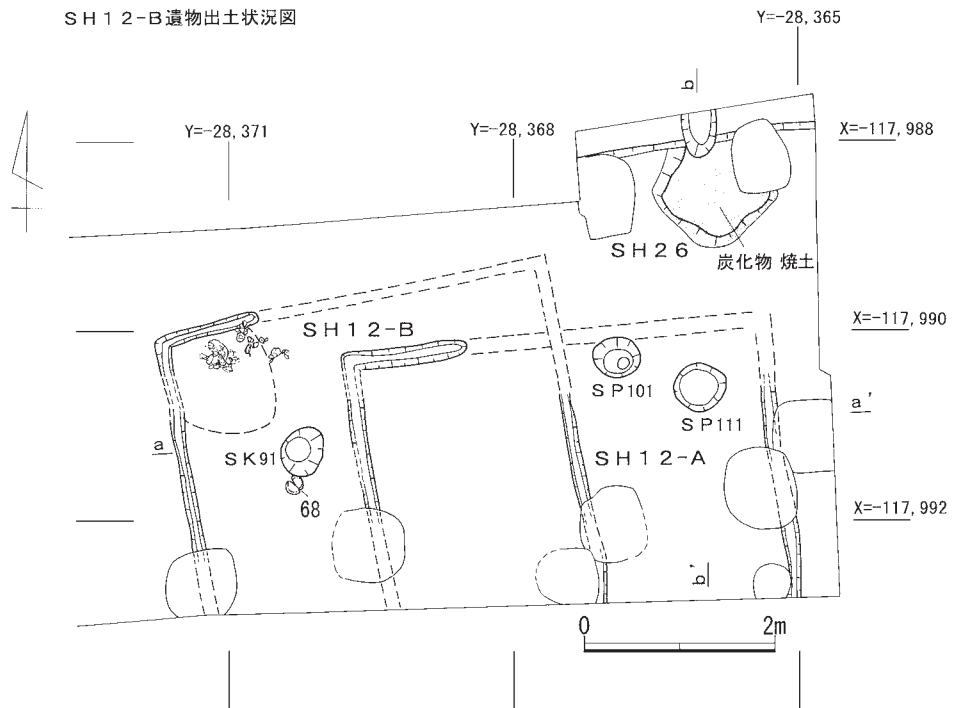 ＳＨ１２-Ｂ遺物出土状況図
Y=-28,365
b
Y=-28,371
Y=-28,368
X=-117,988
ＳＨ２６
炭化物 焼土
ＳＨ１２-Ｂ
X=-117,990
ＳＰ101
ＳＰ111
a'
a
ＳＫ91
ＳＨ１２-Ａ
68
X=-117,992
b'
0
2m